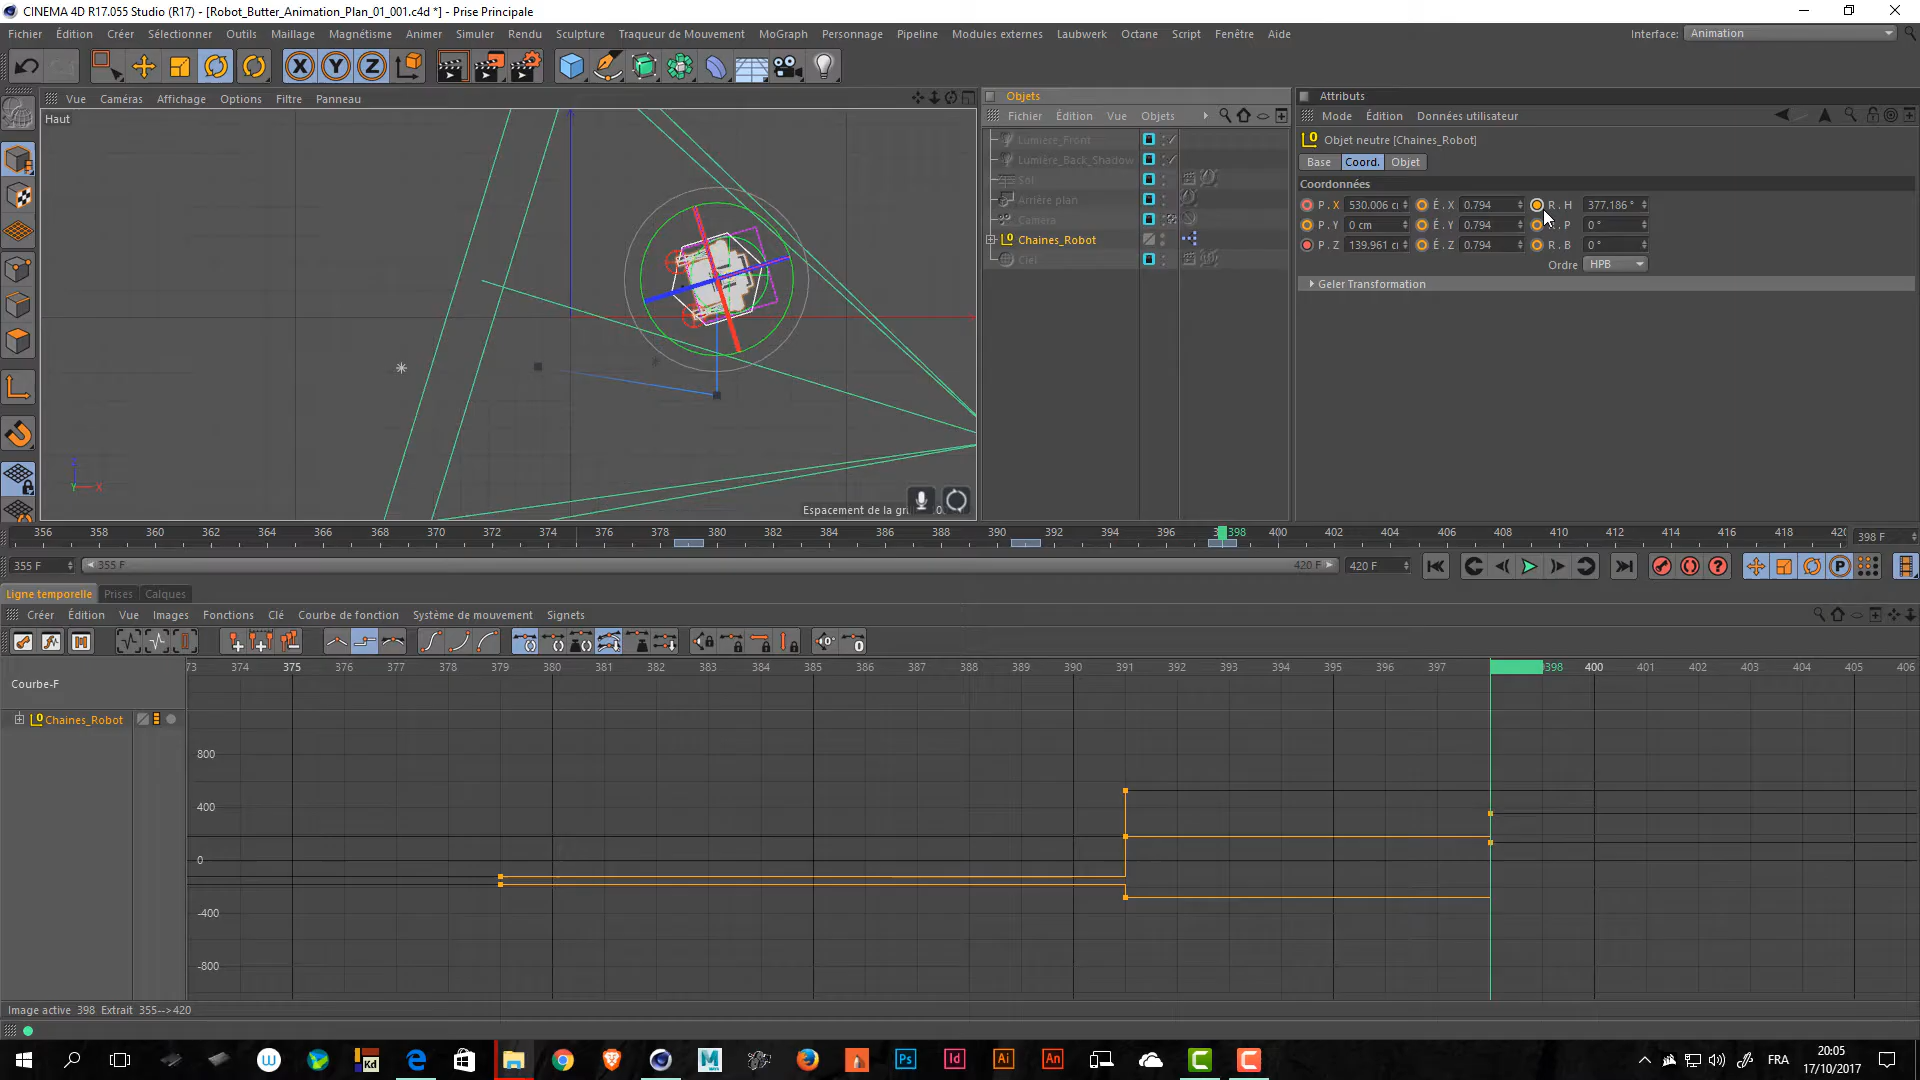 CINEMA 4D R17.055 Studio (R17) - [Robot_Butter_Animation_Plan_01_001.c4d *] - Prise Principale
Fichier Édition Créer Sélectionner Outils Maillage Magnétisme Animer Simuler Rendu Sculpture Traqueur de Mouvement MoGraph Personnage Pipeline Modules externes Laubwerk Octane Script Fenêtre Aide Interface: Animation
Vue Caméras Affichage Options Filtre Panneau
Haut
Espacement de la gr
Objets
Fichier Édition Vue Objets
Lumiere_Front
Lumière_Back_Shadow
Sol
Arrière plan
Caméra
Chaines_Robot
Ciel
Attributs
Mode Édition Données utilisateur
Objet neutre [Chaines_Robot]
Base Coord. Objet
Coordonnées
P . X 530.006 c É . X 0.794 R . H 377.186 °
P . Y 0 cm É . Y 0.794 . P 0 °
P . Z 139.961 c É . Z 0.794 R . B 0 °
Ordre HPB
Geler Transformation
356 358 360 362 364 366 368 370 372 374 376 378 380 382 384 386 388 390 392 394 396 398 400 402 404 406 408 410 412 414 416 418 42 398 F
355 F 355 F 420 F 420 F
Ligne temporelle Prises Calques
Créer Édition Vue Images Fonctions Clé Courbe de fonction Système de mouvement Signets
73 374 375 376 377 378 379 380 381 382 383 384 385 386 387 388 389 390 391 392 393 394 395 396 397 398 400 401 402 403 404 405 406
Courbe-F
Chaines_Robot
800
400
0
-400
-800
Image active 398 Extrait 355-->420
FRA
20:05
17/10/2017